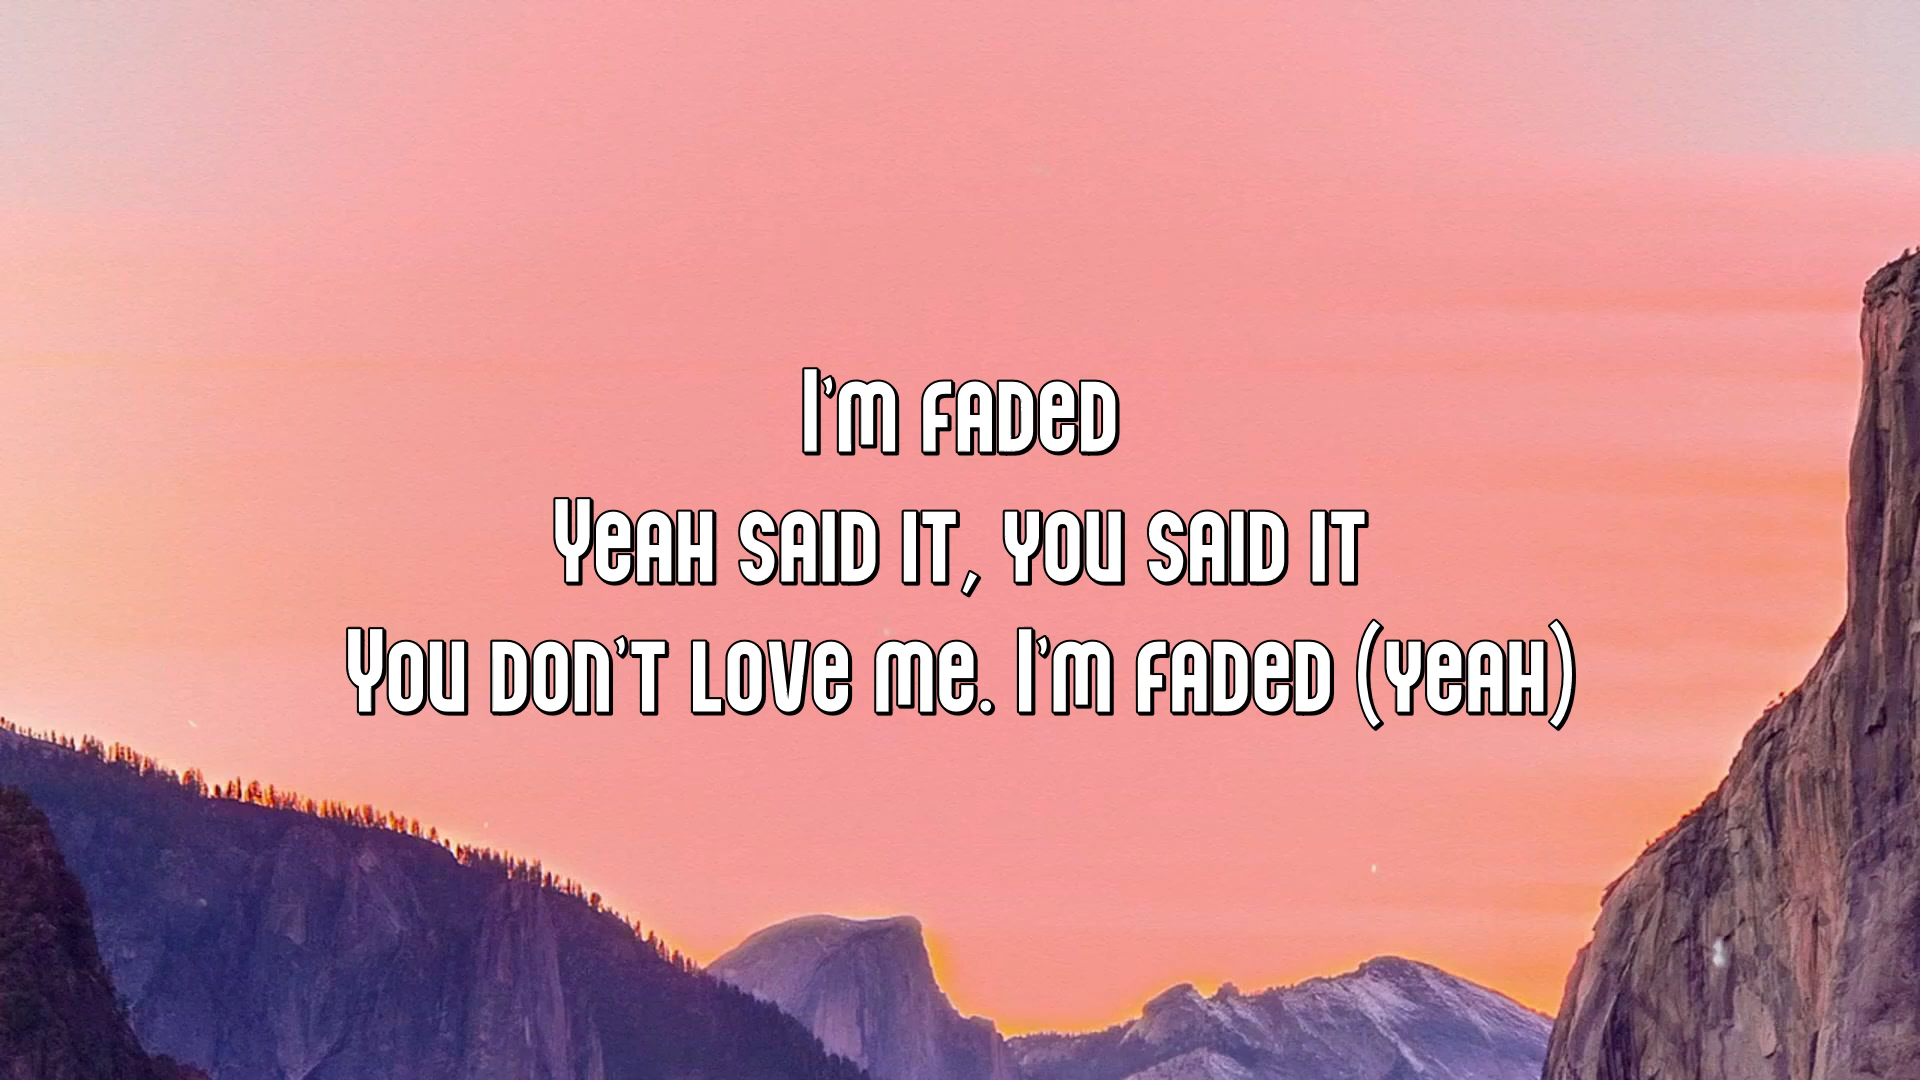 I'm faded
Yeah said it, you said it
You don't love me. I'm faded (yeah)